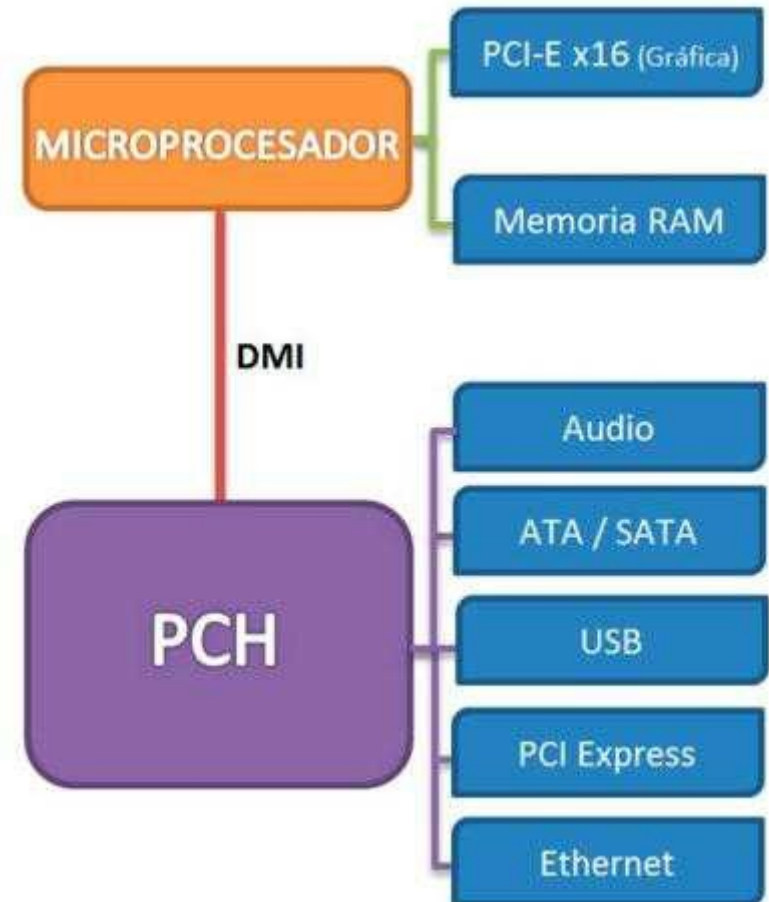 PCI-E x16 (Gráfica)
MICROPROCESADOR
Memoria RAM
DMI
Audio
ATA / SATA
PCH
USB
PCI Express
Ethernet